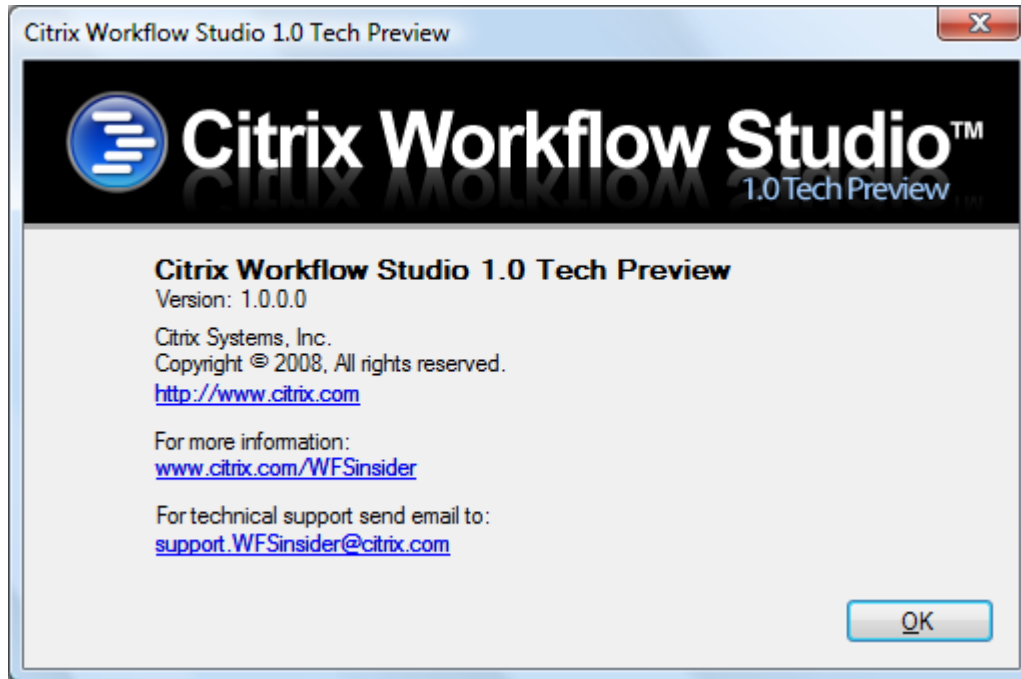 Citrix Workflow Studio 1.0 Tech Preview
Citrix Workflow Studio™
1.0 Tech Preview
Citrix Workflow Studio 1.0 Tech Preview
Version: 1.0.0.0
Citrix Systems, Inc.
Copyright © 2008, All rights reserved.
http://www.citrix.com
For more information:
www.citrix.com/WFSinsider
For technical support send email to:
support.WFSinsider@citrix.com
OK